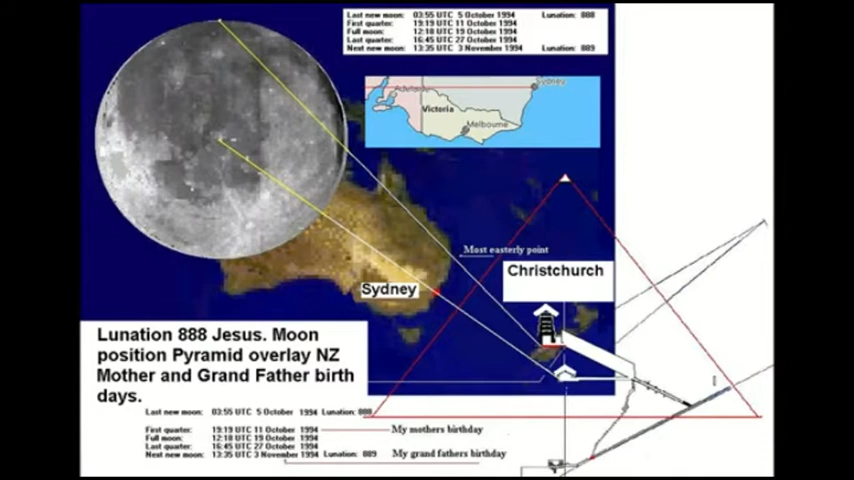 Last new moon: 03:55 UTC 5 October 1994 Lunation: 888
First quarter: 19:19 UTC 11 October 1994
Full moon: 12:18 UTC 19 October 1994
Last quarter: 16:45 UTC 27 October 1994
Next new moon: 13:35 UTC 3 November 1994 Lunation: 889
Sydney
Adelaide
Victoria
Melbourne
Most easterly point
Christchurch
Sydney
Lunation 888 Jesus. Moon
position Pyramid overlay NZ
Mother and Grand Father birth
days.
Last new moon: 03:55 UTC 5 October 1994 Lunation: 888
First quarter: 19:19 UTC 11 October 1994 My mothers birthday
Full moon: 12:18 UTC 19 October 1994
Last quarter: 16:45 UTC 27 October 1994
Next new moon: 13:35 UTC 3 November 1994 Lunation: 889 My grand fathers birthday